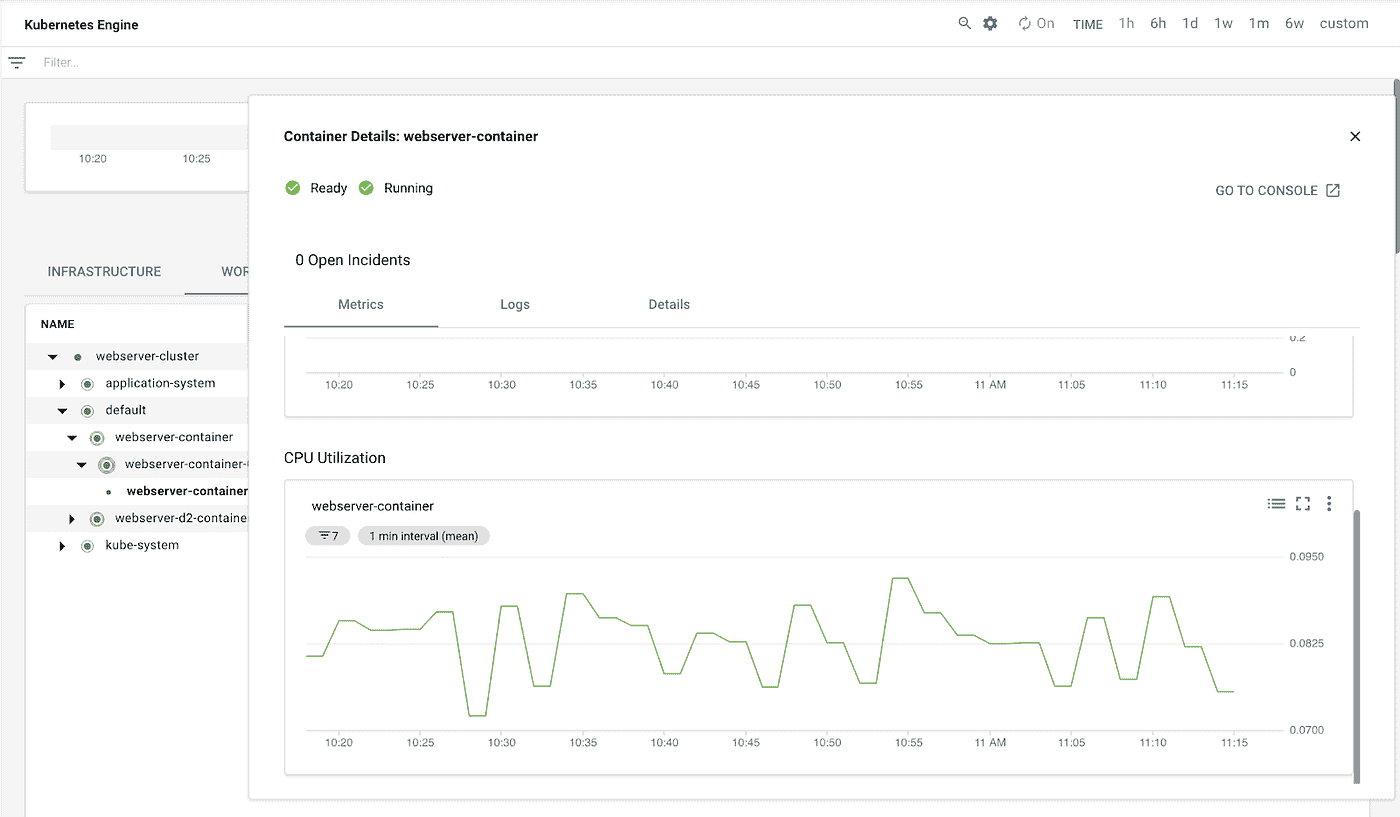 Kubernetes Engine
On TIME 1h 6h 1d 1w 1m 6w custom
Filter...
10:20 10:25
INFRASTRUCTURE
NAME
webserver-cluster
application-system
default
webserver-container
webserver-container-
webserver-container
webserver-d2-container
kube-system
Container Details: webserver-container
Ready Running
GO TO CONSOLE
0 Open Incidents
Metrics Logs Details
0.2
0
10:20 10:25 10:30 10:35 10:40 10:45 10:50 10:55 11 AM 11:05 11:10 11:15
CPU Utilization
webserver-container
7 1 min interval (mean)
0.0950
0.0825
0.0700
10:20 10:25 10:30 10:35 10:40 10:45 10:50 10:55 11 AM 11:05 11:10 11:15